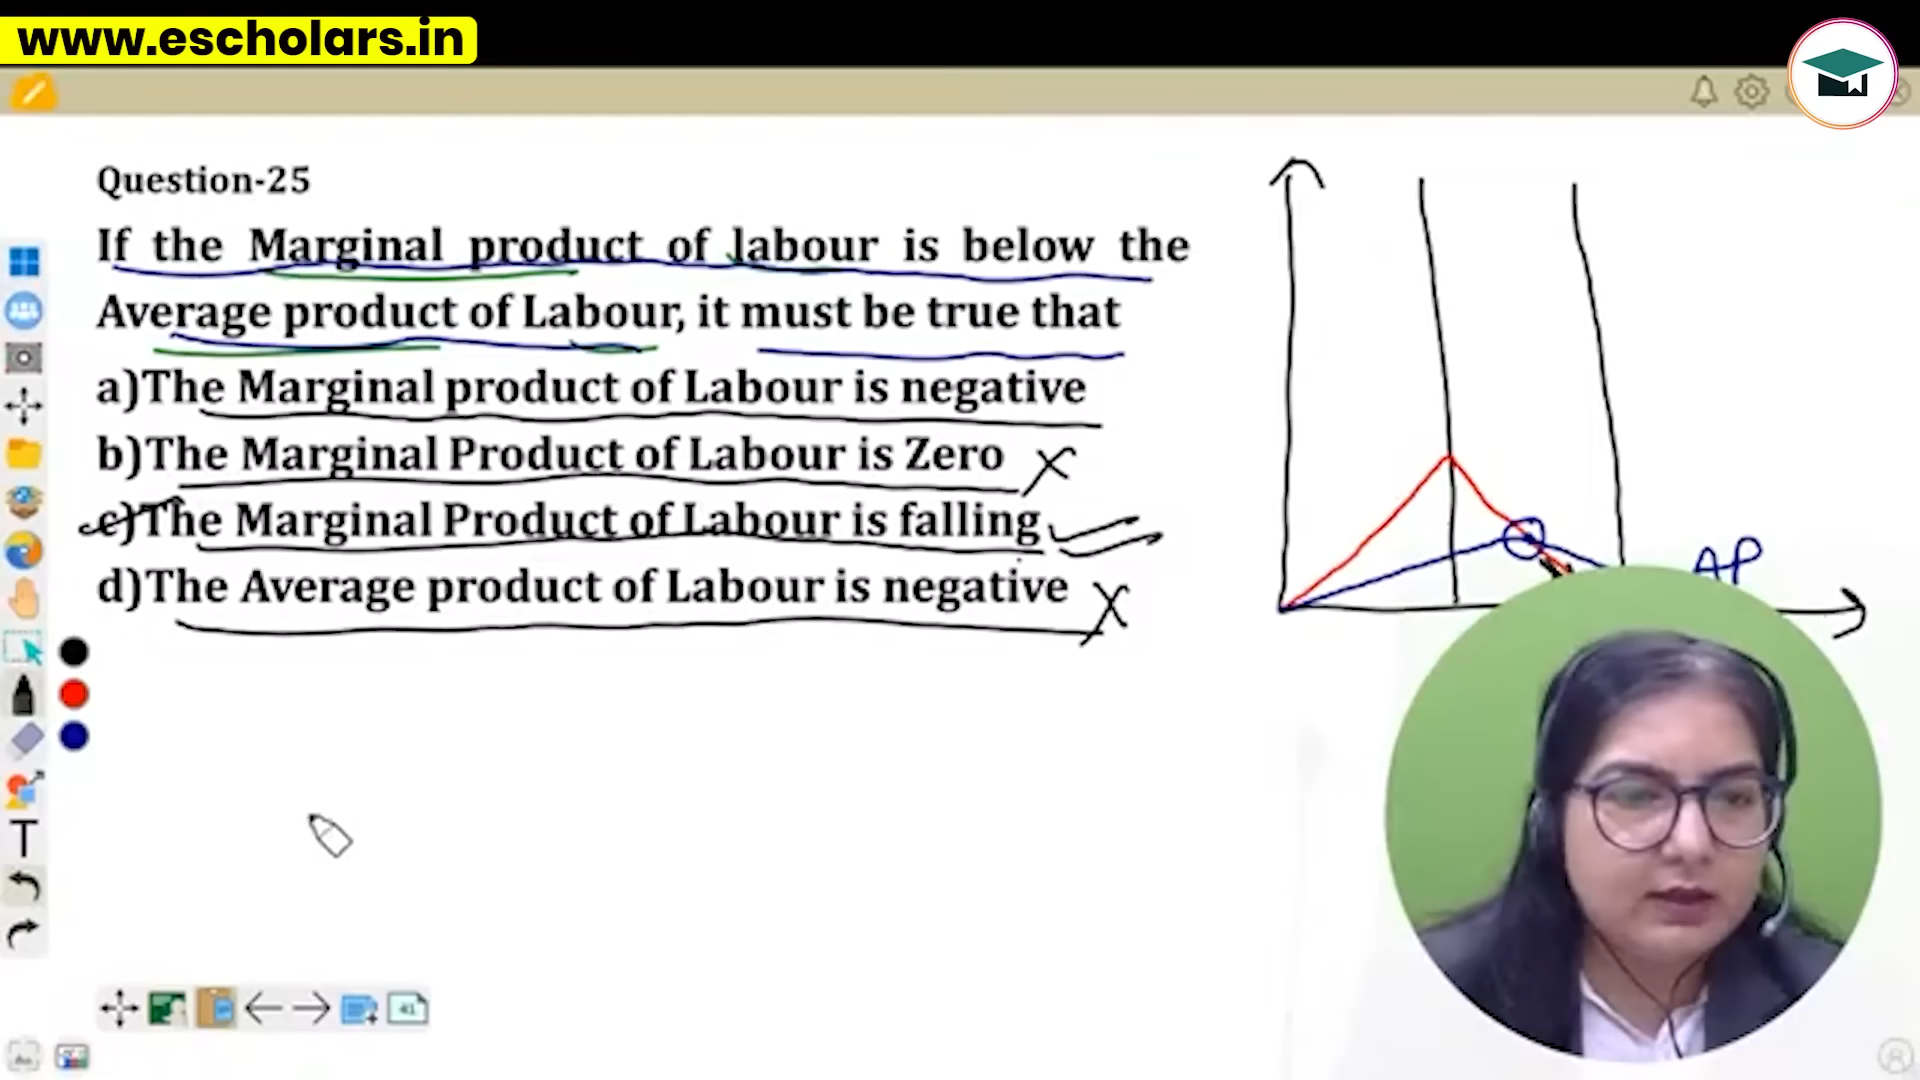 www.escholars.in
Question-25
If the Marginal product of labour is below the
Average product of Labour, it must be true that
a)The Marginal product of Labour is negative
b)The Marginal Product of Labour is Zero X
c)The Marginal Product of Labour is falling
d)The Average product of Labour is negative X
AP
T
41